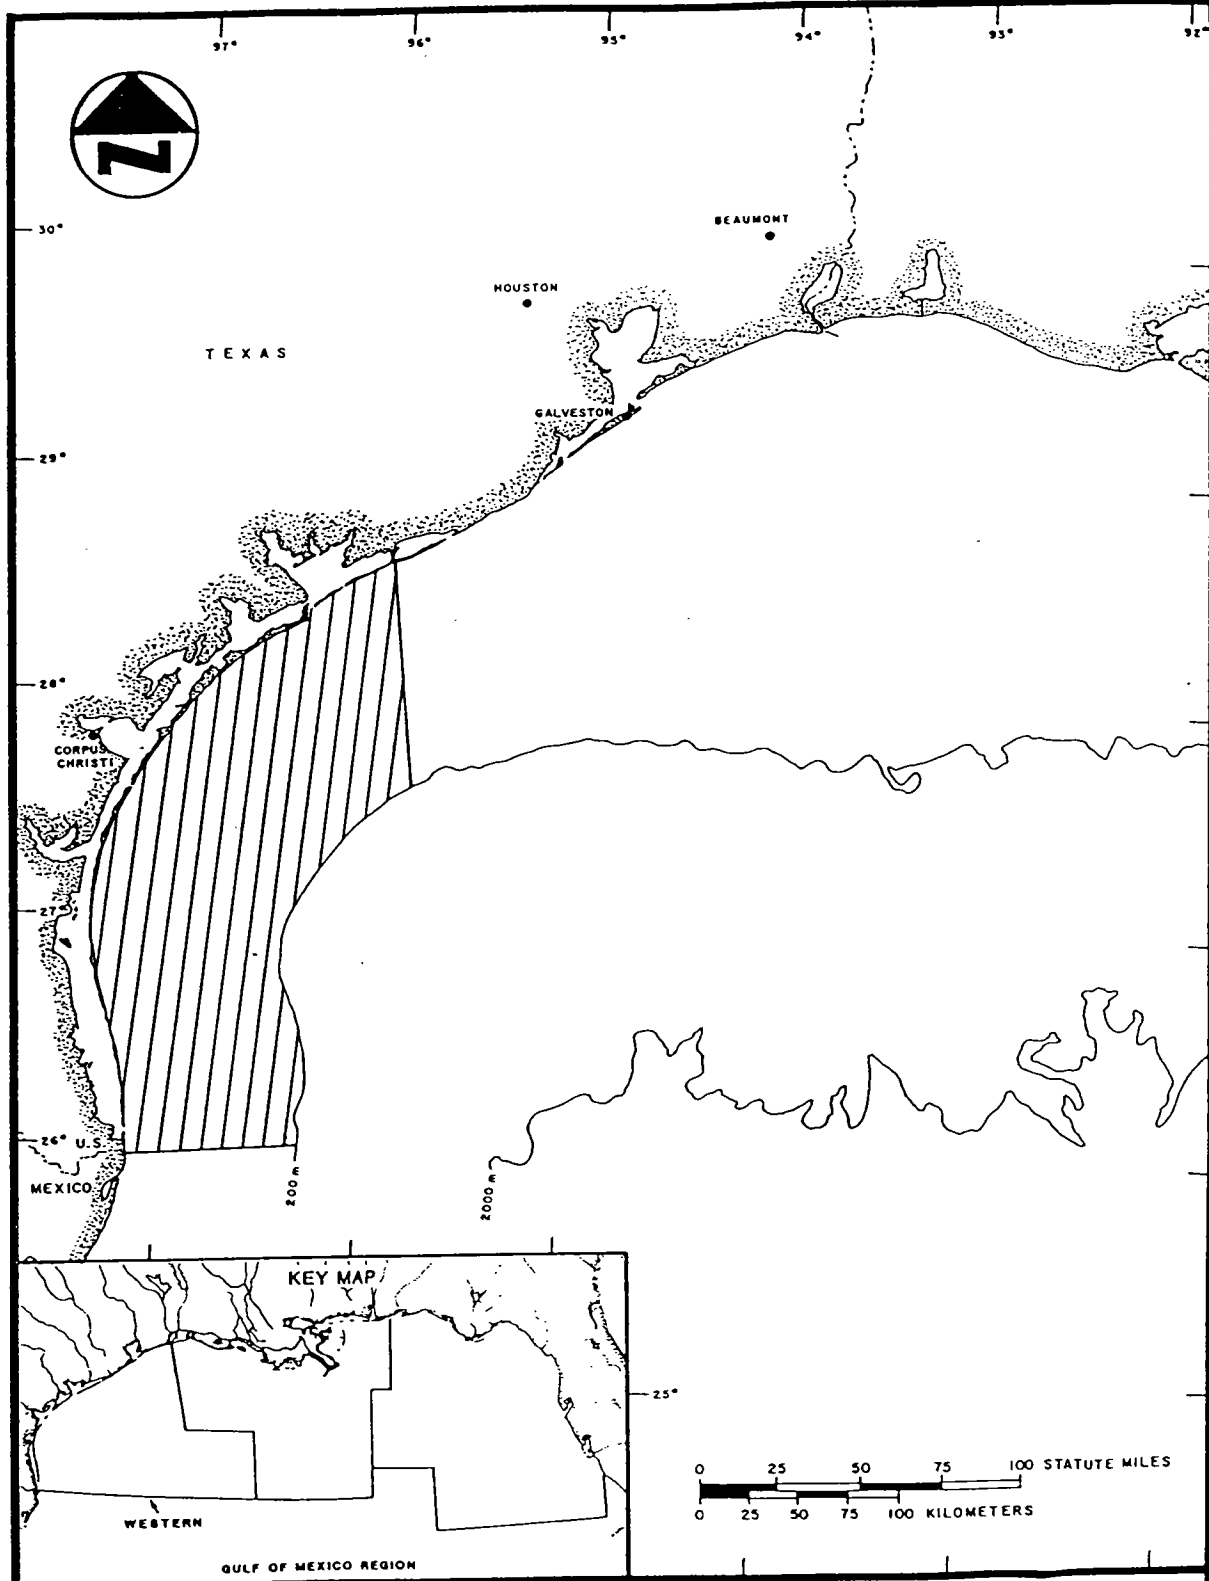 97° 96° 95° 94° 93° 92°
N
30°
BEAUMONT
HOUSTON
TEXAS
GALVESTON
29°
28°
CORPUS
CHRISTI
27°
26° U.S.
MEXICO
200 m
2000 m
KEY MAP
25°
0 25 50 75 100 STATUTE MILES
0 25 50 75 100 KILOMETERS
WESTERN
GULF OF MEXICO REGION